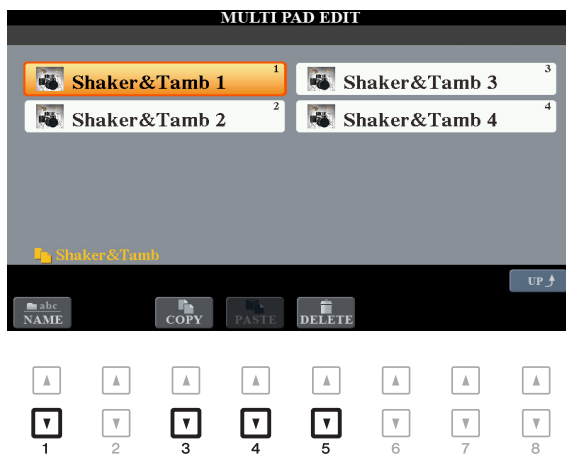 MULTI PAD EDIT
Shaker&Tamb 1 1
Shaker&Tamb 3 3
Shaker&Tamb 2 2
Shaker&Tamb 4 4
Shaker&Tamb
UP
abc
NAME
COPY
PASTE
DELETE
1 2 3 4 5 6 7 8